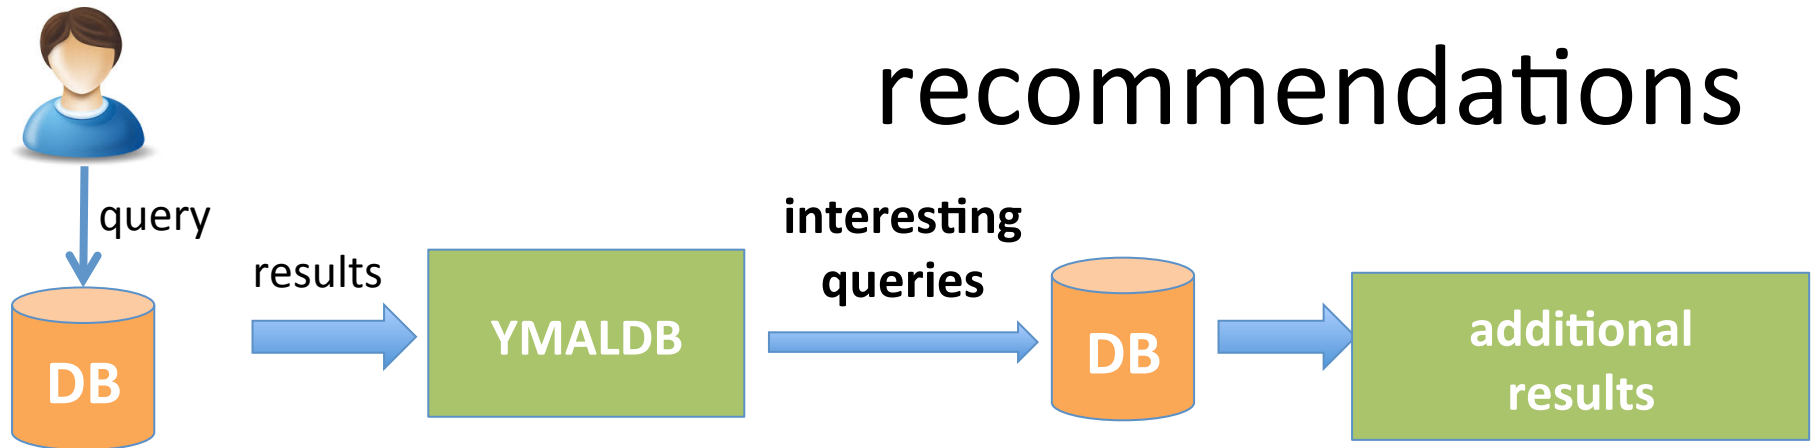 recommendations
query
results
interesting
queries
DB
YMALDB
DB
additional
results